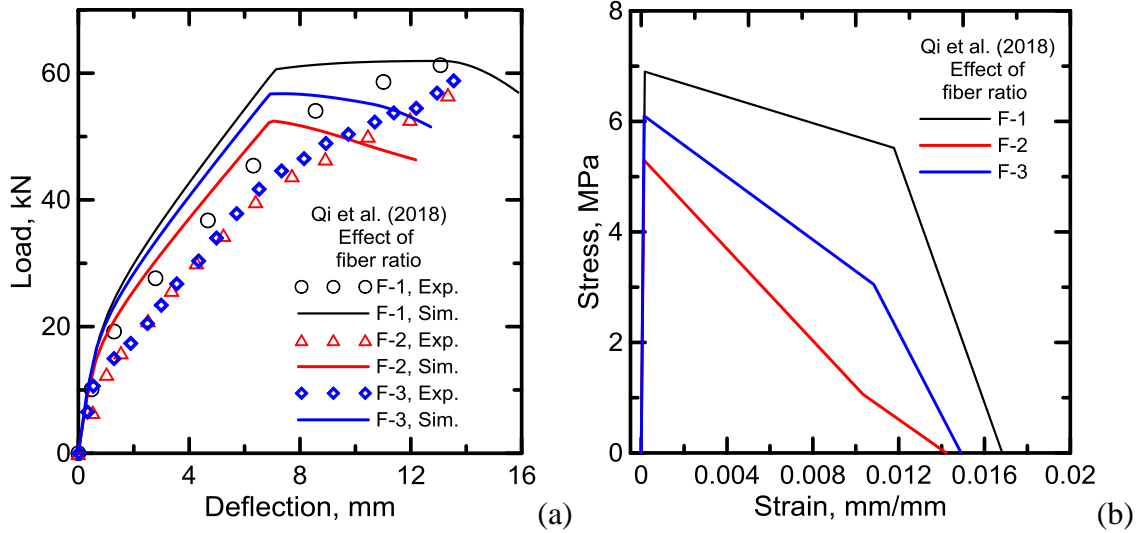 60
40
20
0
Load, kN
0 4 8 12 16
Deflection, mm
Qi et al. (2018)
Effect of
fiber ratio
F-1, Exp.
F-1, Sim.
F-2, Exp.
F-2, Sim.
F-3, Exp.
F-3, Sim.
(a)
8
6
4
2
0
Stress, MPa
0 0.004 0.008 0.012 0.016 0.02
Strain, mm/mm
Qi et al. (2018)
Effect of
fiber ratio
F-1
F-2
F-3
(b)